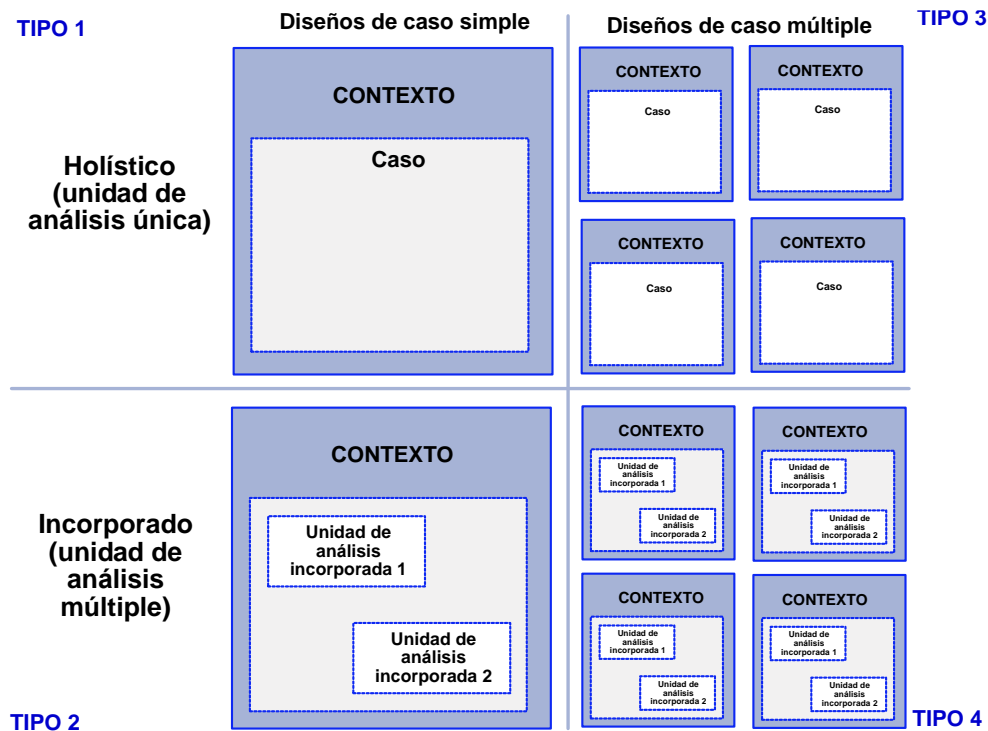 TIPO 1
Diseños de caso simple
Diseños de caso múltiple
TIPO 3
Holístico
(unidad de
análisis única)
CONTEXTO
Caso
CONTEXTO
Caso
CONTEXTO
Caso
CONTEXTO
Caso
CONTEXTO
Caso
Incorporado
(unidad de
análisis
múltiple)
CONTEXTO
Unidad de
análisis
incorporada 1
Unidad de
análisis
incorporada 2
CONTEXTO
Unidad de
análisis
incorporada 1
Unidad de
análisis
incorporada 2
CONTEXTO
Unidad de
análisis
incorporada 1
Unidad de
análisis
incorporada 2
CONTEXTO
Unidad de
análisis
incorporada 1
Unidad de
análisis
incorporada 2
CONTEXTO
Unidad de
análisis
incorporada 1
Unidad de
análisis
incorporada 2
TIPO 2
TIPO 4